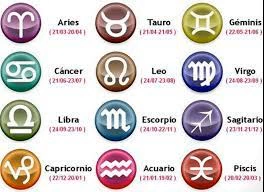 Aries Tauro Géminis
( 21/03-20/04 ) ( 21/04-21/05 ) ( 22/05-21/06 )
Cáncer Leo Virgo
( 21/06-23/07 ) ( 24/07-23/08) ( 24/08-23/09 )
Libra Escorpio Sagitario
( 24/09-23/10 ) ( 24/10-22/11 ) ( 23/11-21/12 )
Capricornio Acuario Piscis
( 22/12-20/01 ) ( 21/01-19/02 ) ( 20/02-20/03 )